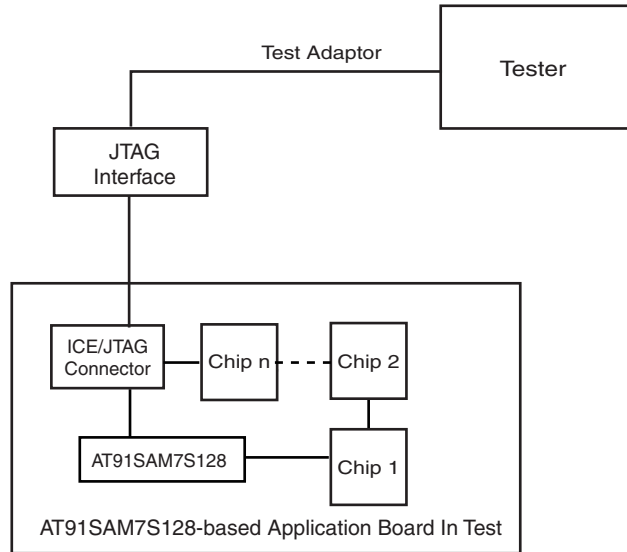 Test Adaptor
Tester
JTAG
Interface
ICE/JTAG
Connector
Chip n
Chip 2
AT91SAM7S128
Chip 1
AT91SAM7S128-based Application Board In Test